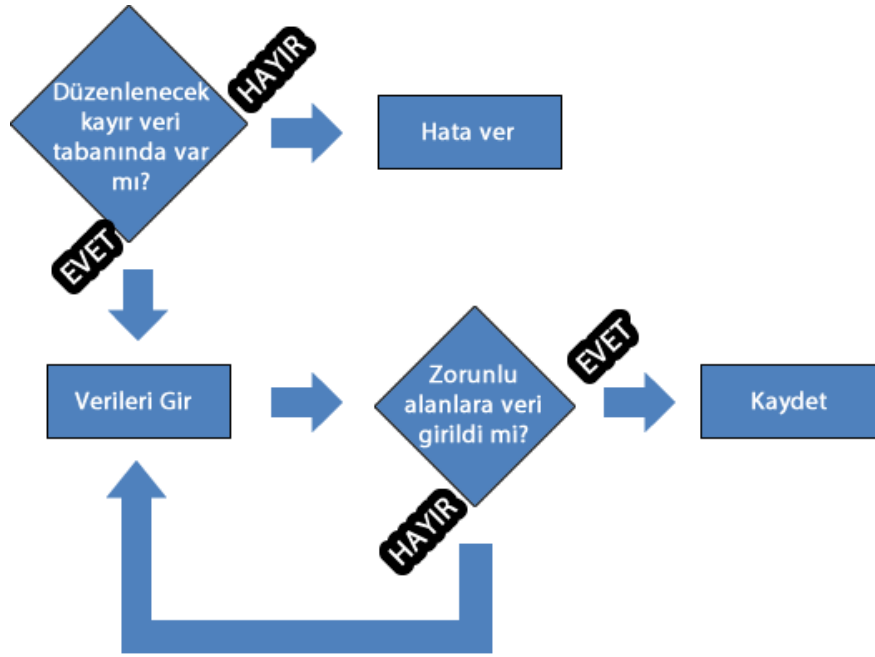 HAYIR
Düzenlenecek
kayır veri
tabanında var
mı?
Hata ver
EVET
Verileri Gir
Zorunlu
alanlara veri
girildi mi?
EVET
Kaydet
HAYIR